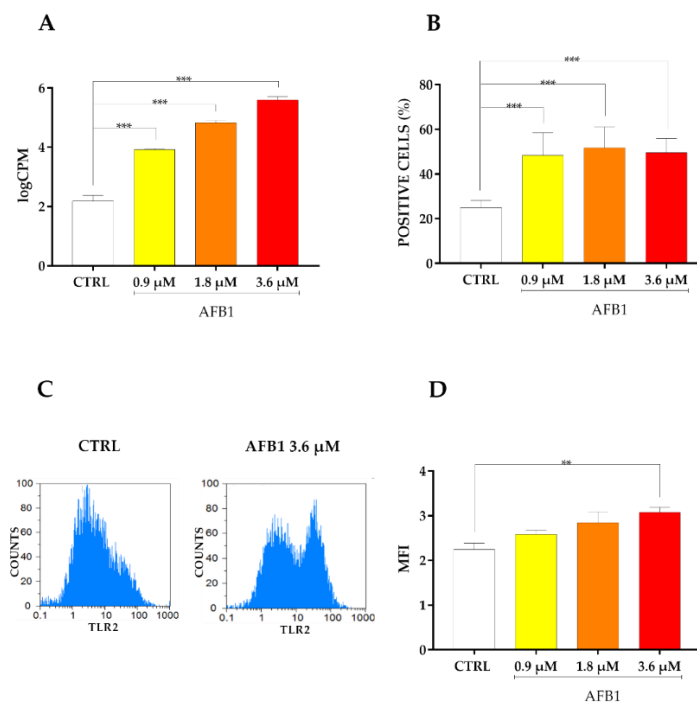 A
***
***
***
6
4
2
0
logCPM
CTRL
0.9 µM
1.8 µM
3.6 µM
AFB1
B
***
***
***
80
60
40
20
0
POSITIVE CELLS (%)
CTRL
0.9 µM
1.8 µM
3.6 µM
AFB1
C
CTRL
100
80
60
40
20
0
COUNTS
0.1 1 10 100 1000
TLR2
AFB1 3.6 µM
100
80
60
40
20
0
COUNTS
0.1 1 10 100 1000
TLR2
D
**
4
3
2
1
0
MFI
CTRL
0.9 µM
1.8 µM
3.6 µM
AFB1